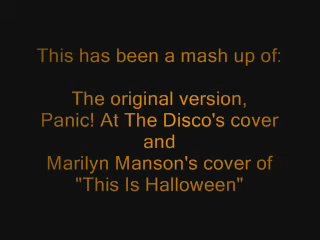 This has been a mash up of:
The original version,
Panic! At The Disco's cover
and
Marilyn Manson's cover of
"This Is Halloween"